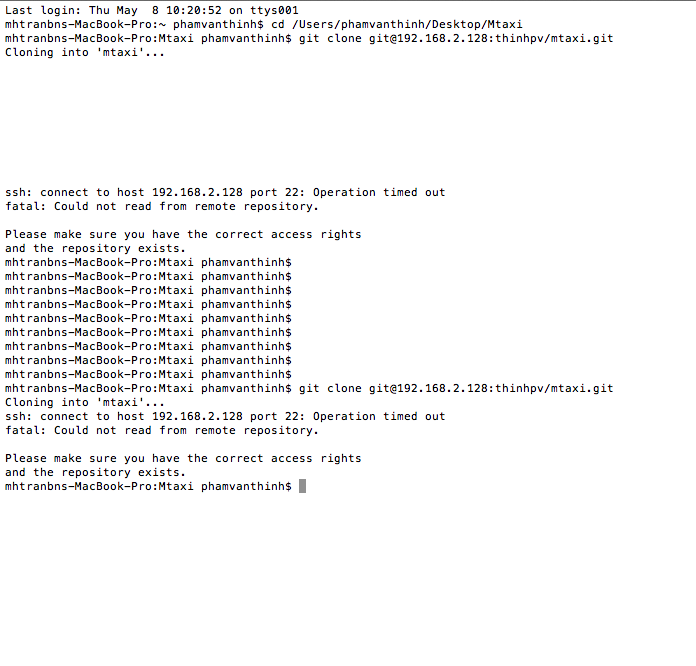 Last login: Thu May  8 10:20:52 on ttys001
mhtranbns-MacBook-Pro:~ phamvanthinh$ cd /Users/phamvanthinh/Desktop/Mtaxi
mhtranbns-MacBook-Pro:Mtaxi phamvanthinh$ git clone git@192.168.2.128:thinhpv/mtaxi.git
Cloning into 'mtaxi'...
ssh: connect to host 192.168.2.128 port 22: Operation timed out
fatal: Could not read from remote repository.
Please make sure you have the correct access rights
and the repository exists.
mhtranbns-MacBook-Pro:Mtaxi phamvanthinh$
mhtranbns-MacBook-Pro:Mtaxi phamvanthinh$
mhtranbns-MacBook-Pro:Mtaxi phamvanthinh$
mhtranbns-MacBook-Pro:Mtaxi phamvanthinh$
mhtranbns-MacBook-Pro:Mtaxi phamvanthinh$
mhtranbns-MacBook-Pro:Mtaxi phamvanthinh$
mhtranbns-MacBook-Pro:Mtaxi phamvanthinh$
mhtranbns-MacBook-Pro:Mtaxi phamvanthinh$
mhtranbns-MacBook-Pro:Mtaxi phamvanthinh$
mhtranbns-MacBook-Pro:Mtaxi phamvanthinh$ git clone git@192.168.2.128:thinhpv/mtaxi.git
Cloning into 'mtaxi'...
ssh: connect to host 192.168.2.128 port 22: Operation timed out
fatal: Could not read from remote repository.
Please make sure you have the correct access rights
and the repository exists.
mhtranbns-MacBook-Pro:Mtaxi phamvanthinh$